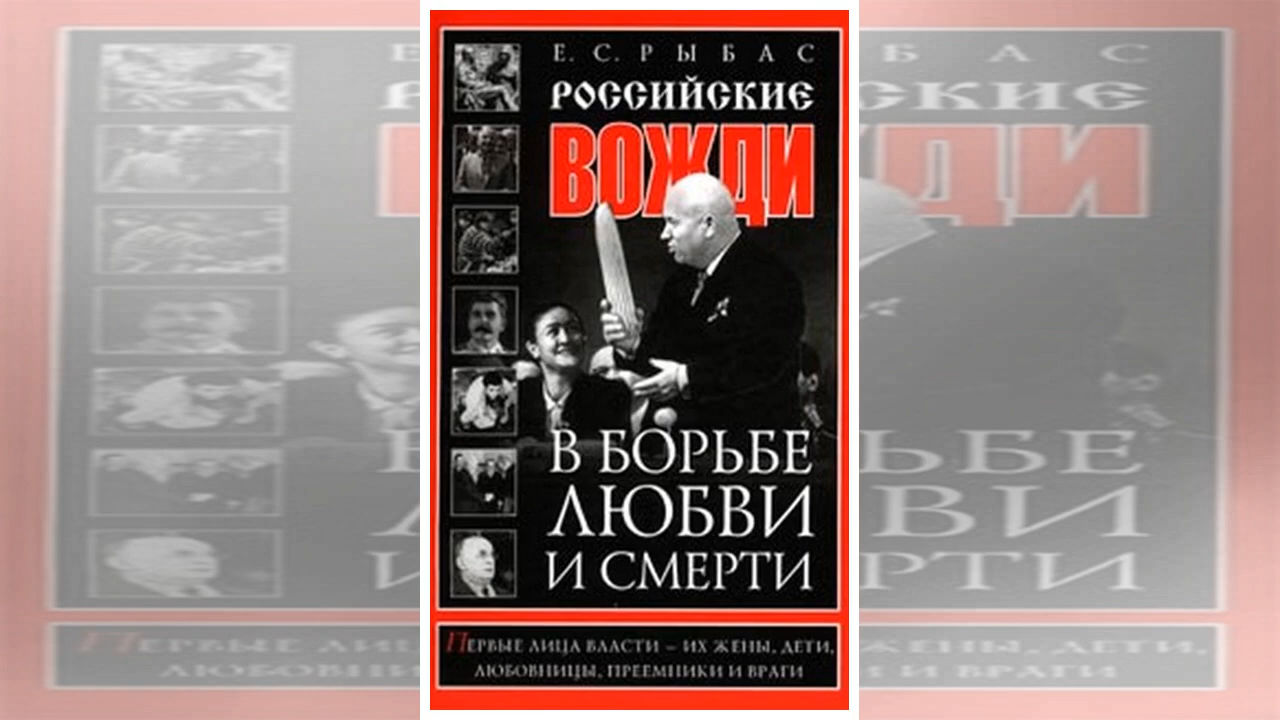 Е. С. РЫБАС
РОССИЙСКИЕ
ВОЖДИ
В БОРЬБЕ
ЛЮБВИ
И СМЕРТИ
ПЕРВЫЕ ЛИЦА ВЛАСТИ – ИХ ЖЕНЫ, ДЕТИ,
ЛЮБОВНИЦЫ, ПРЕЕМНИКИ И ВРАГИ